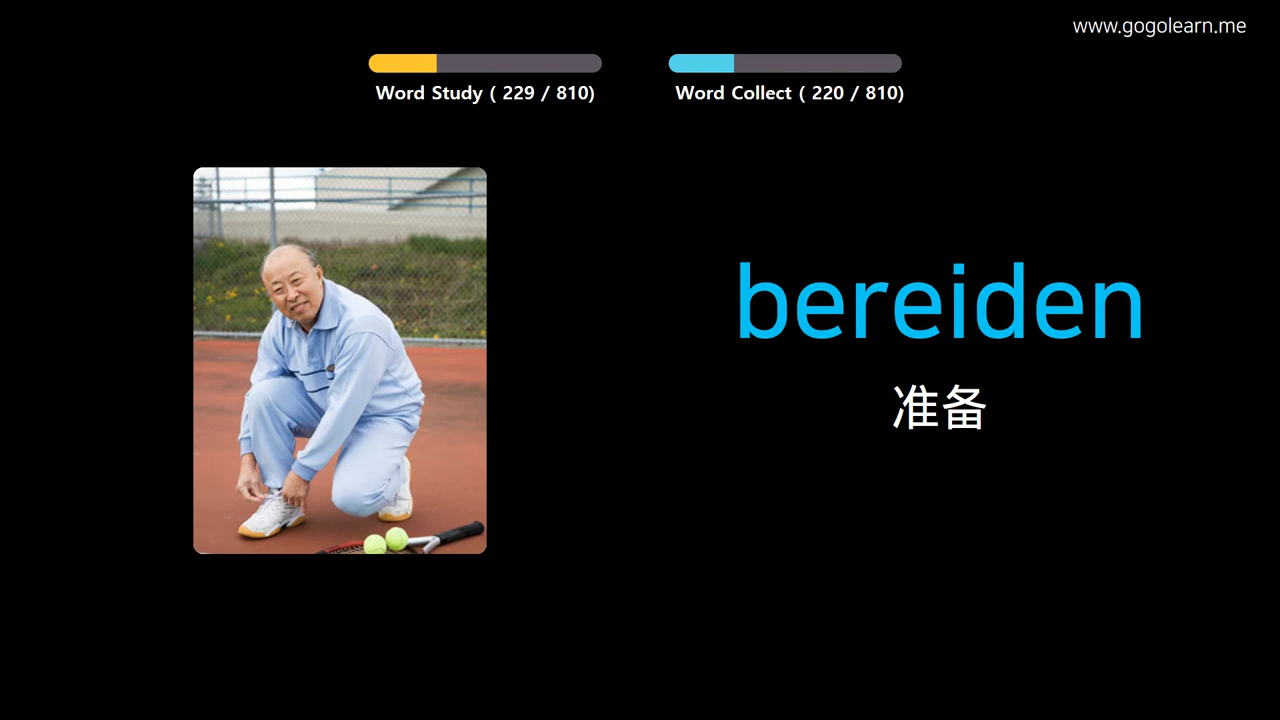 www.gogolearn.me
Word Study ( 229 / 810)
Word Collect ( 220 / 810)
bereiden
准备